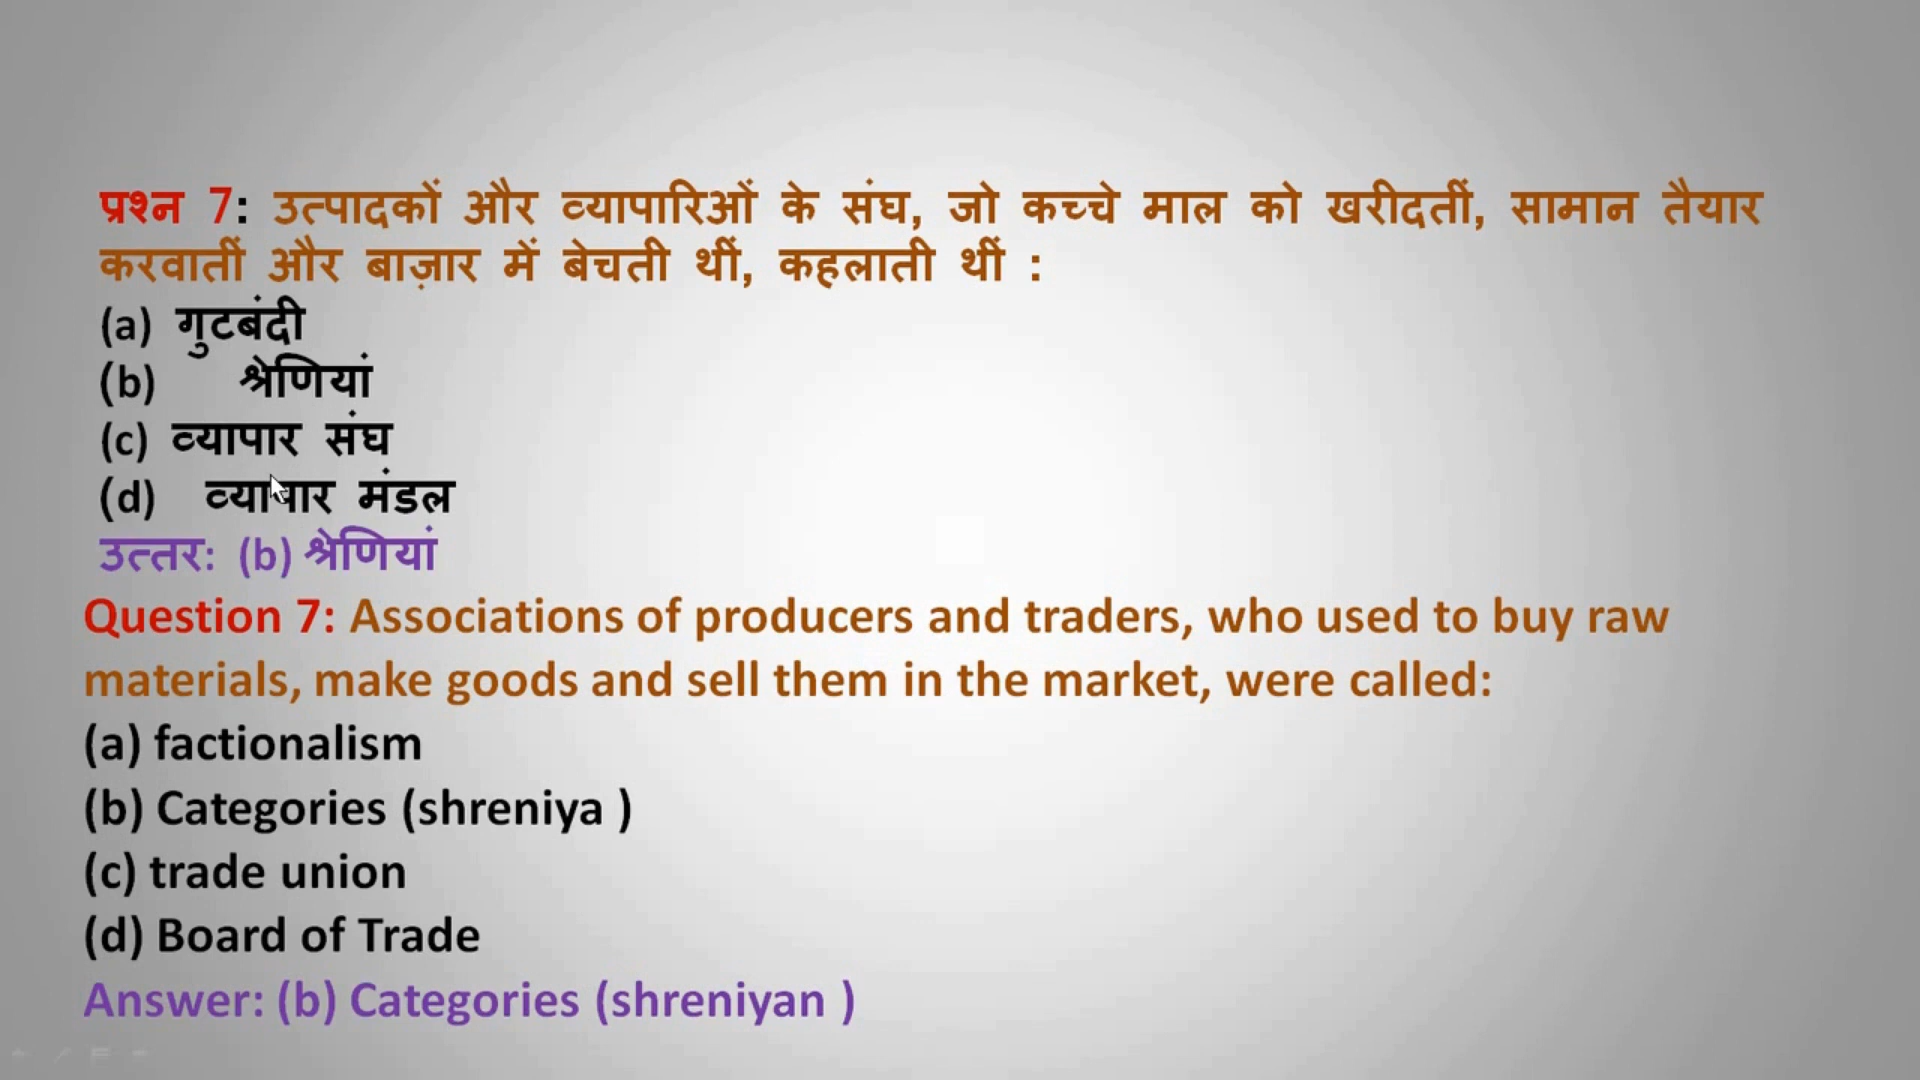 प्रश्न 7: उत्पादकों और व्यापारिओं के संघ, जो कच्चे माल को खरीदतीं, सामान तैयार
करवातीं और बाज़ार में बेचती थीं, कहलाती थीं :
(a) गुटबंदी
(b) श्रेणियां
(c) व्यापार संघ
(d) व्यापार मंडल
उत्तर: (b) श्रेणियां
Question 7: Associations of producers and traders, who used to buy raw
materials, make goods and sell them in the market, were called:
(a) factionalism
(b) Categories (shreniya )
(c) trade union
(d) Board of Trade
Answer: (b) Categories (shreniyan )